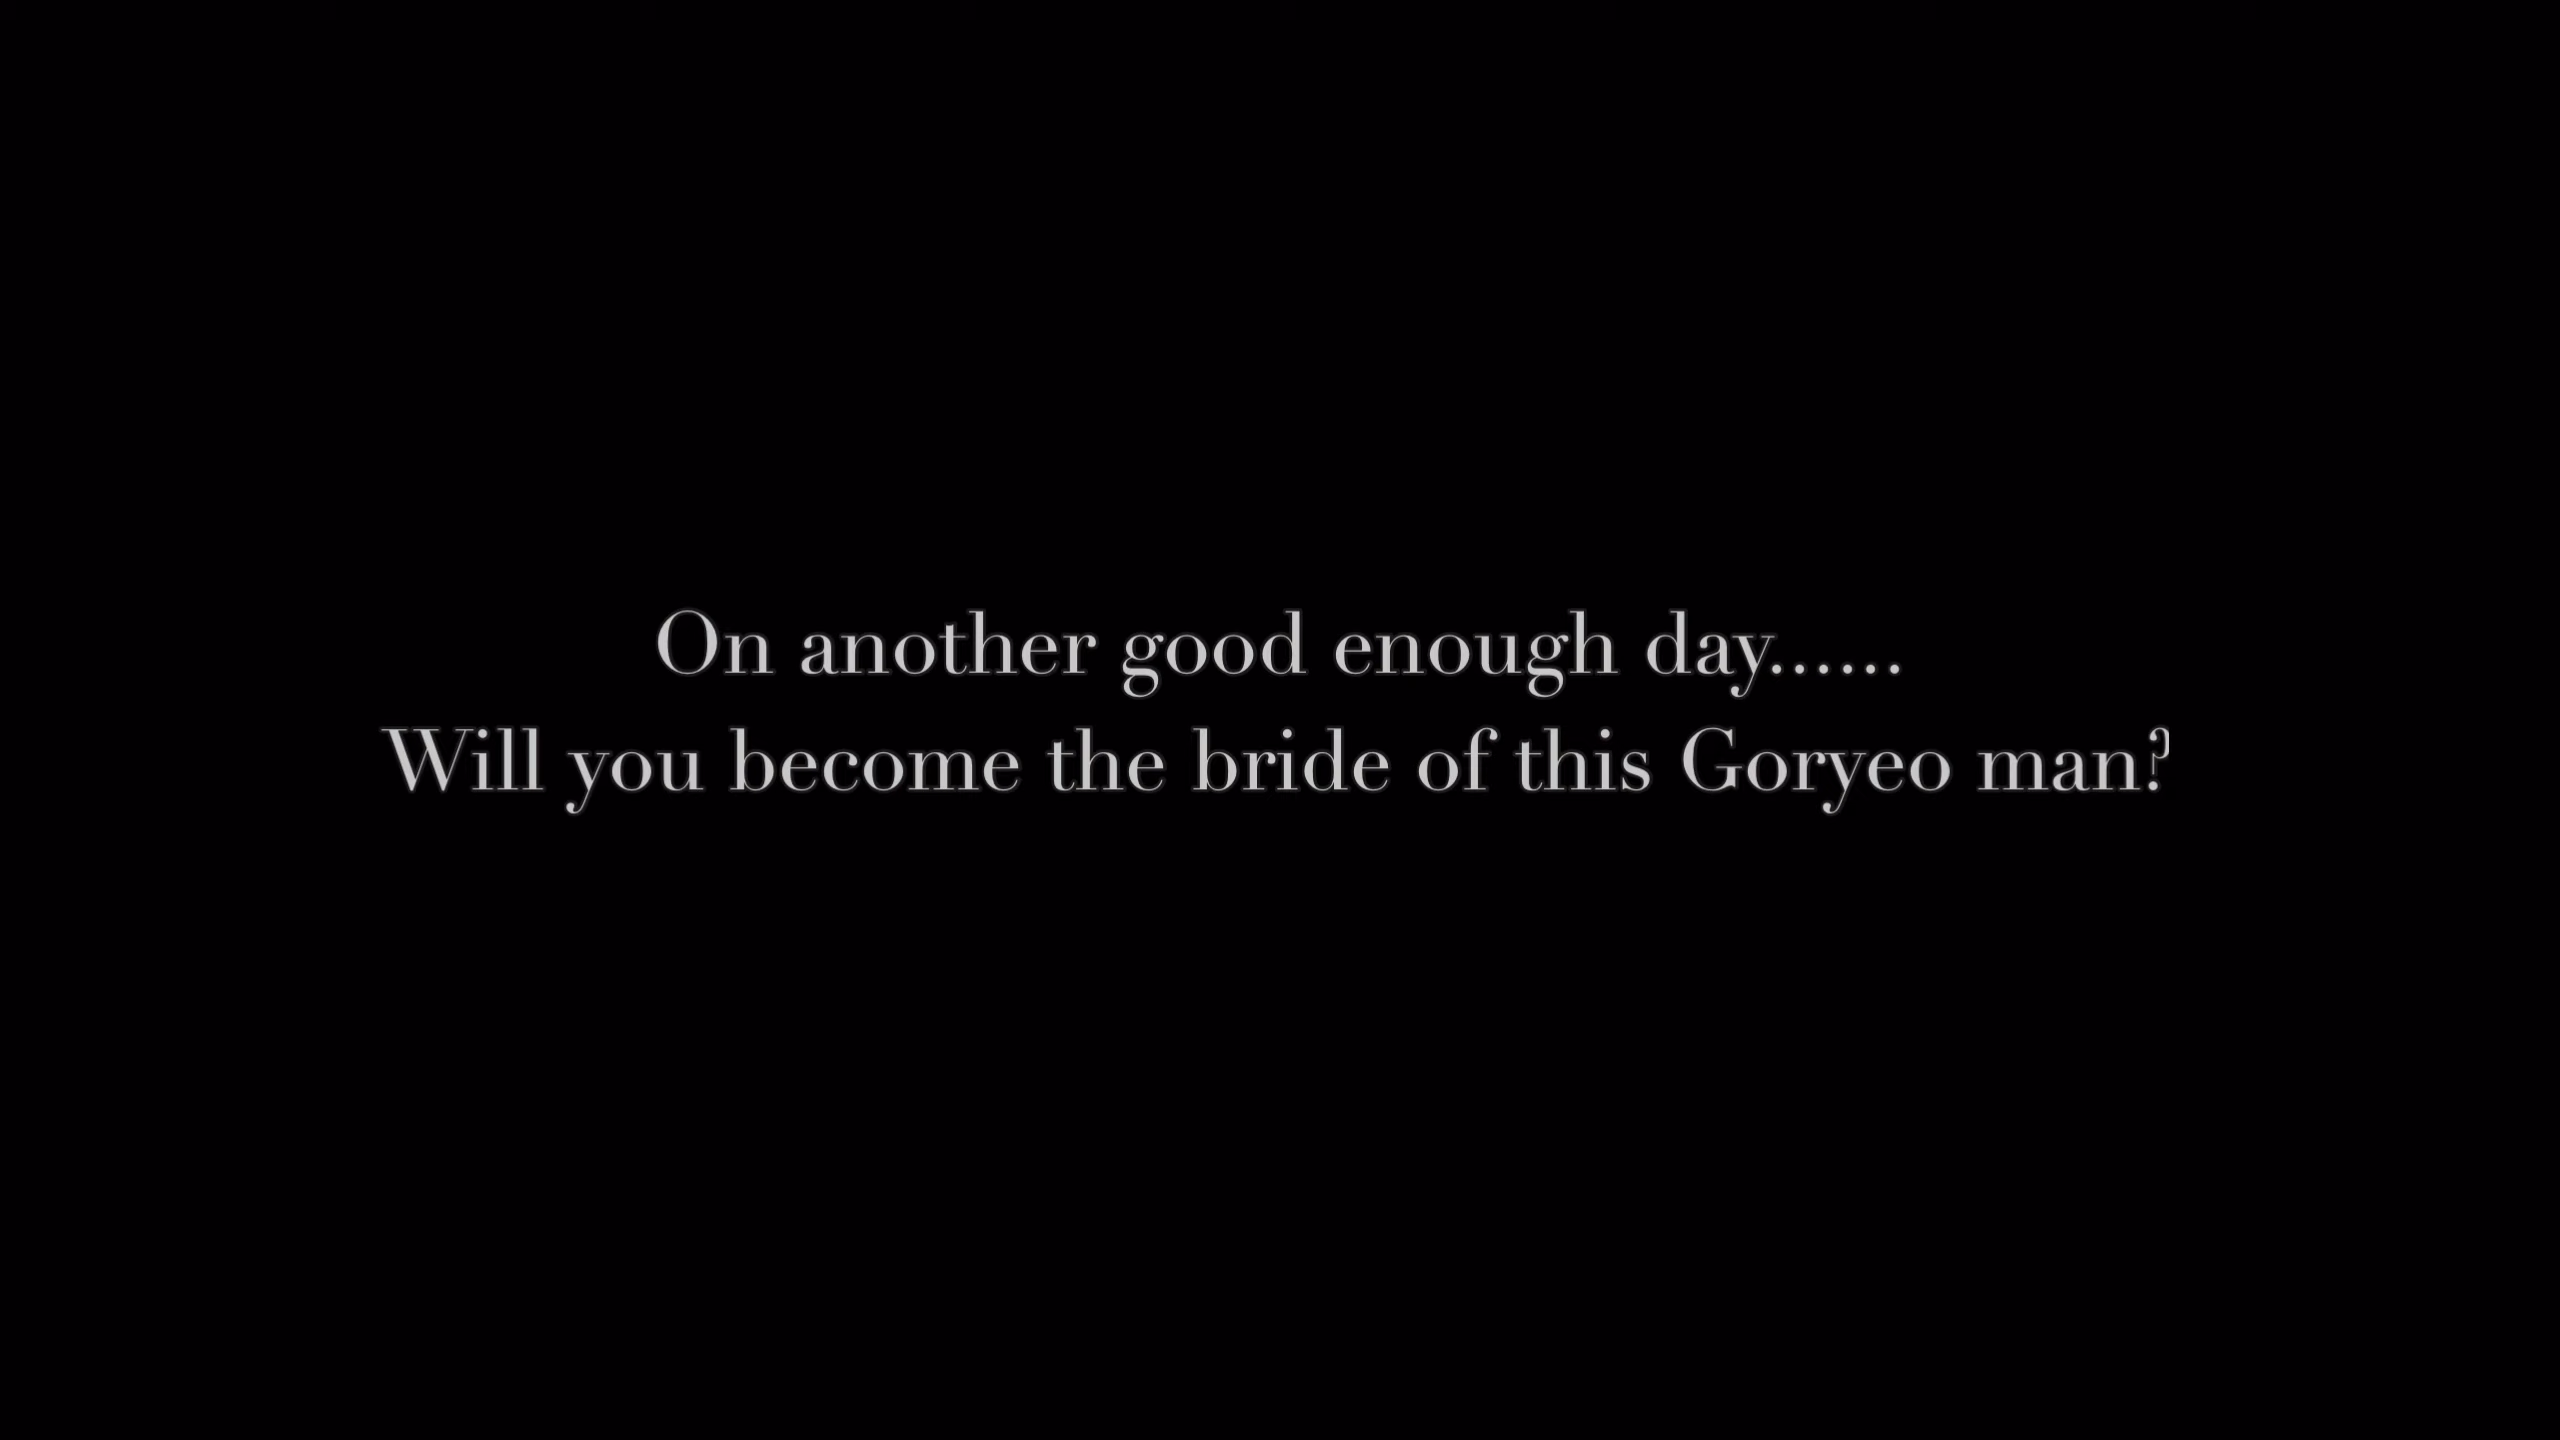 On another good enough day......
Will you become the bride of this Goryeo man?